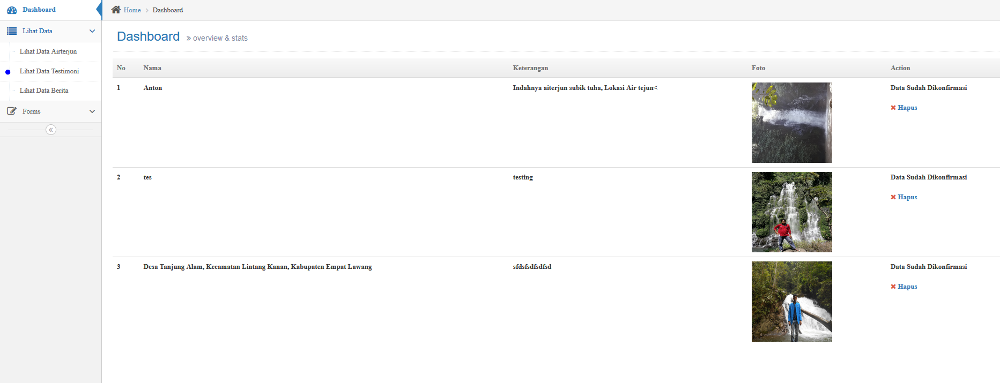 Dashboard
Lihat Data
Lihat Data Airterjun
Lihat Data Testimoni
Lihat Data Berita
Forms
Home > Dashboard
Dashboard » overview & stats
No Nama Keterangan Foto Action
1 Anton Indahnya aiterjun subik tuha, Lokasi Air tejun< Data Sudah Dikonfirmasi
Hapus
2 tes testing Data Sudah Dikonfirmasi
Hapus
3 Desa Tanjung Alam, Kecamatan Lintang Kanan, Kabupaten Empat Lawang sfdsfsdfsdfsd Data Sudah Dikonfirmasi
Hapus